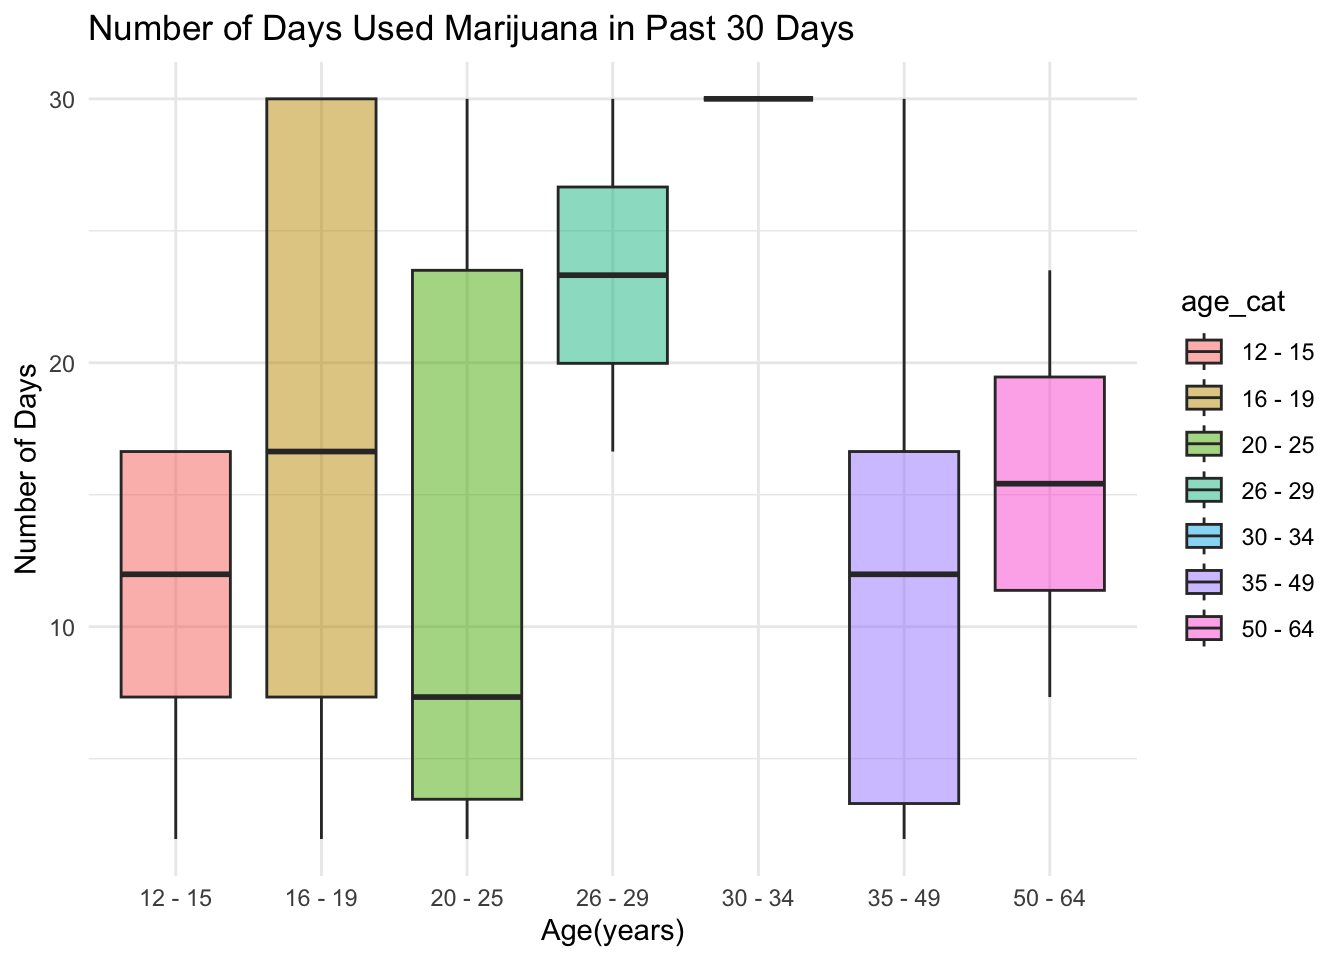 Number of Days Used Marijuana in Past 30 Days
30
20
10
Number of Days
12 - 15
16 - 19
20 - 25
26 - 29
30 - 34
35 - 49
50 - 64
Age(years)
age_cat
12 - 15
16 - 19
20 - 25
26 - 29
30 - 34
35 - 49
50 - 64